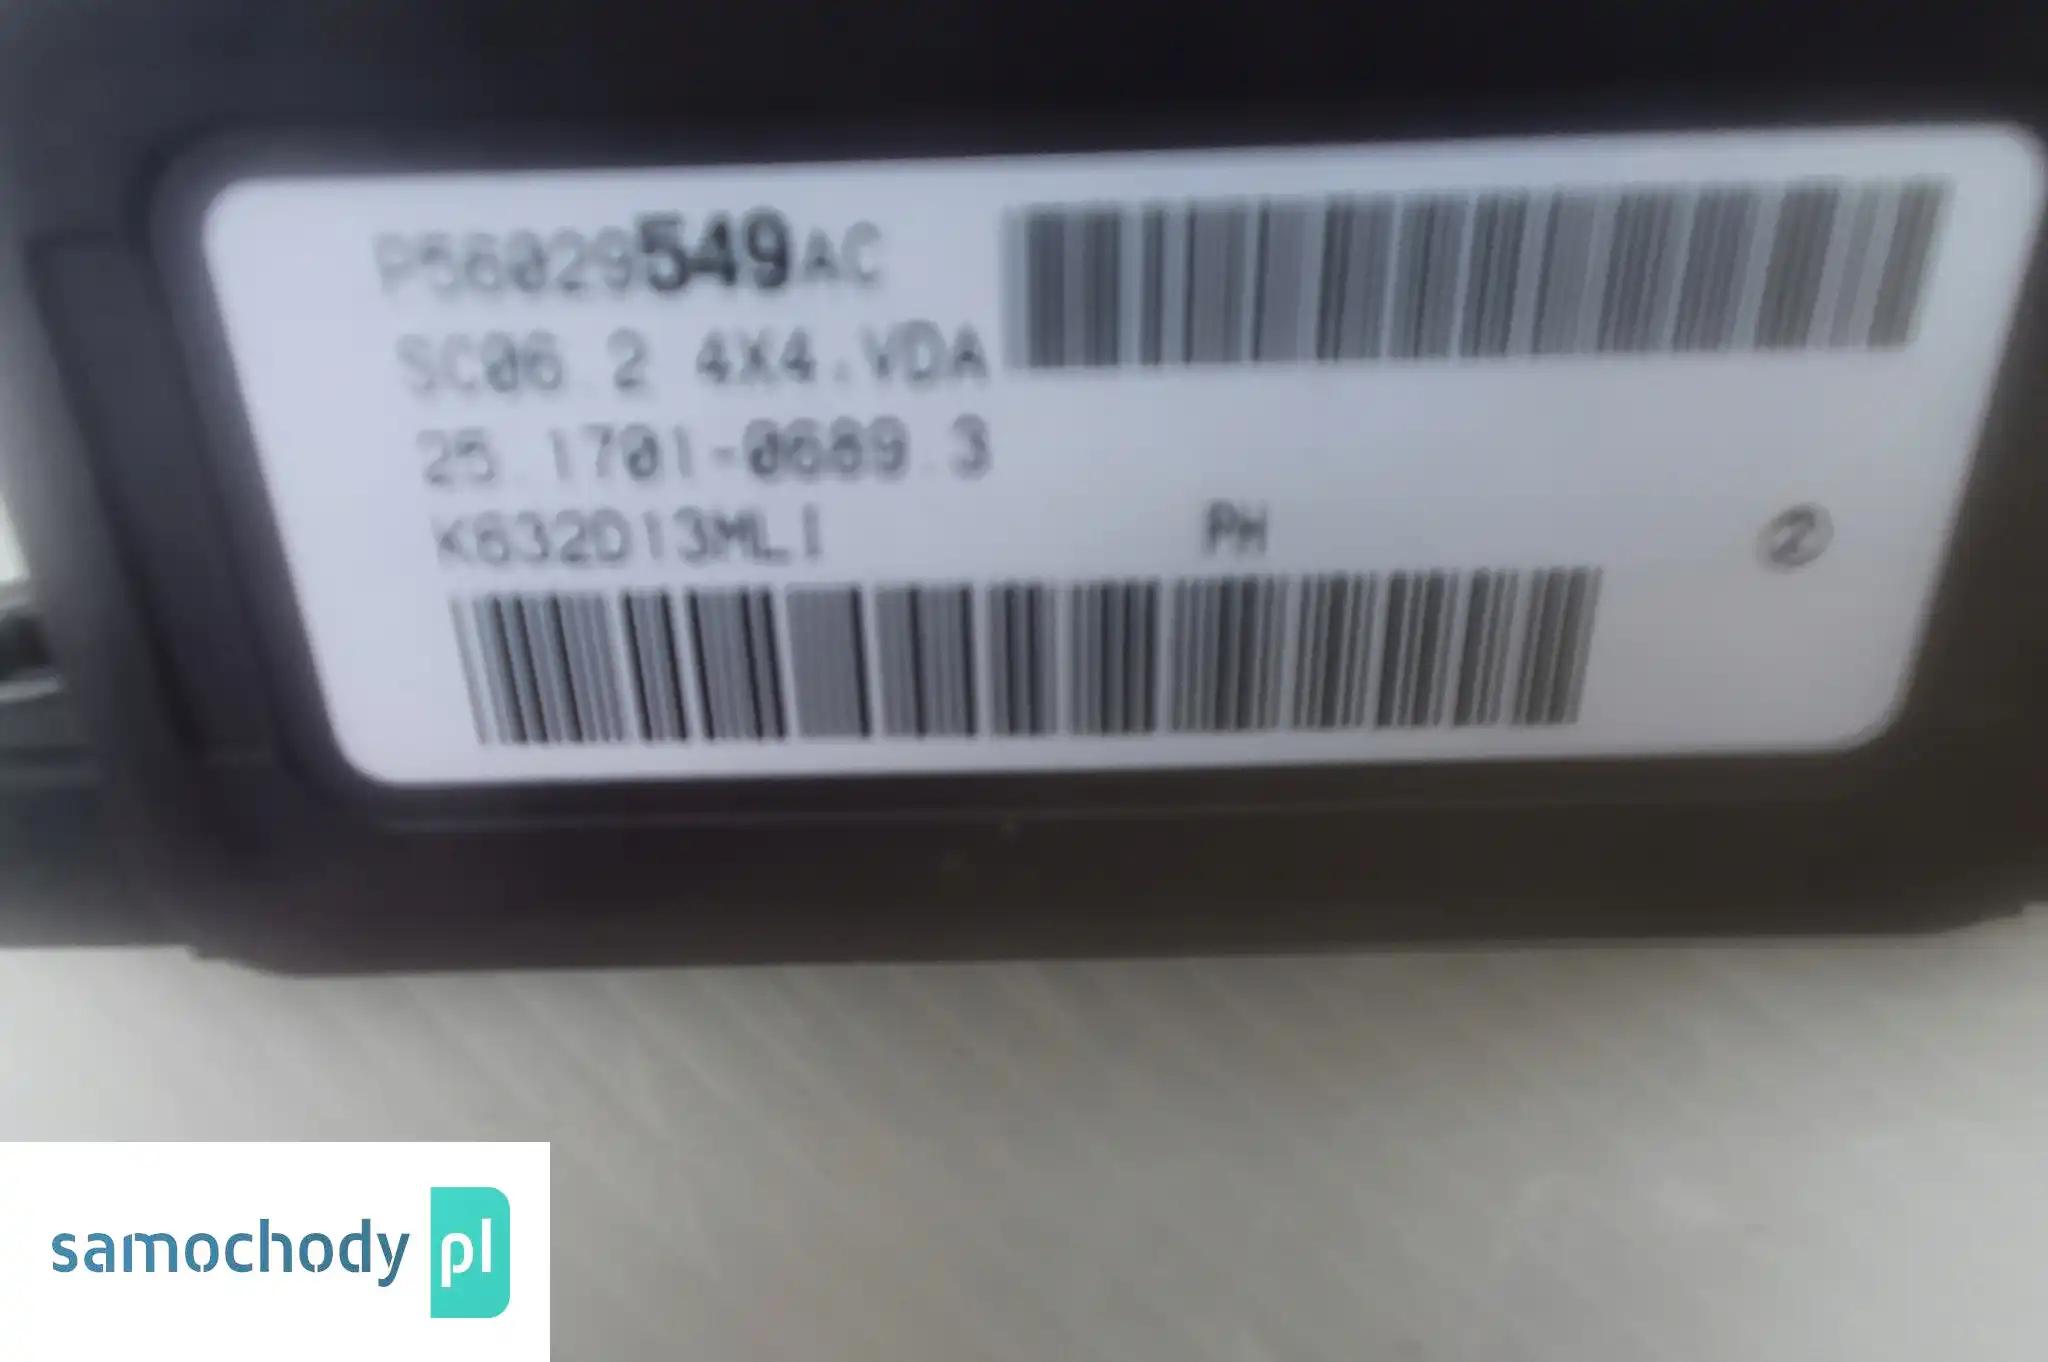 P56029549AC
SC06.2 4X4.VDA
25.1701-0689.3
K632D13MLI PH 2
samochody pl